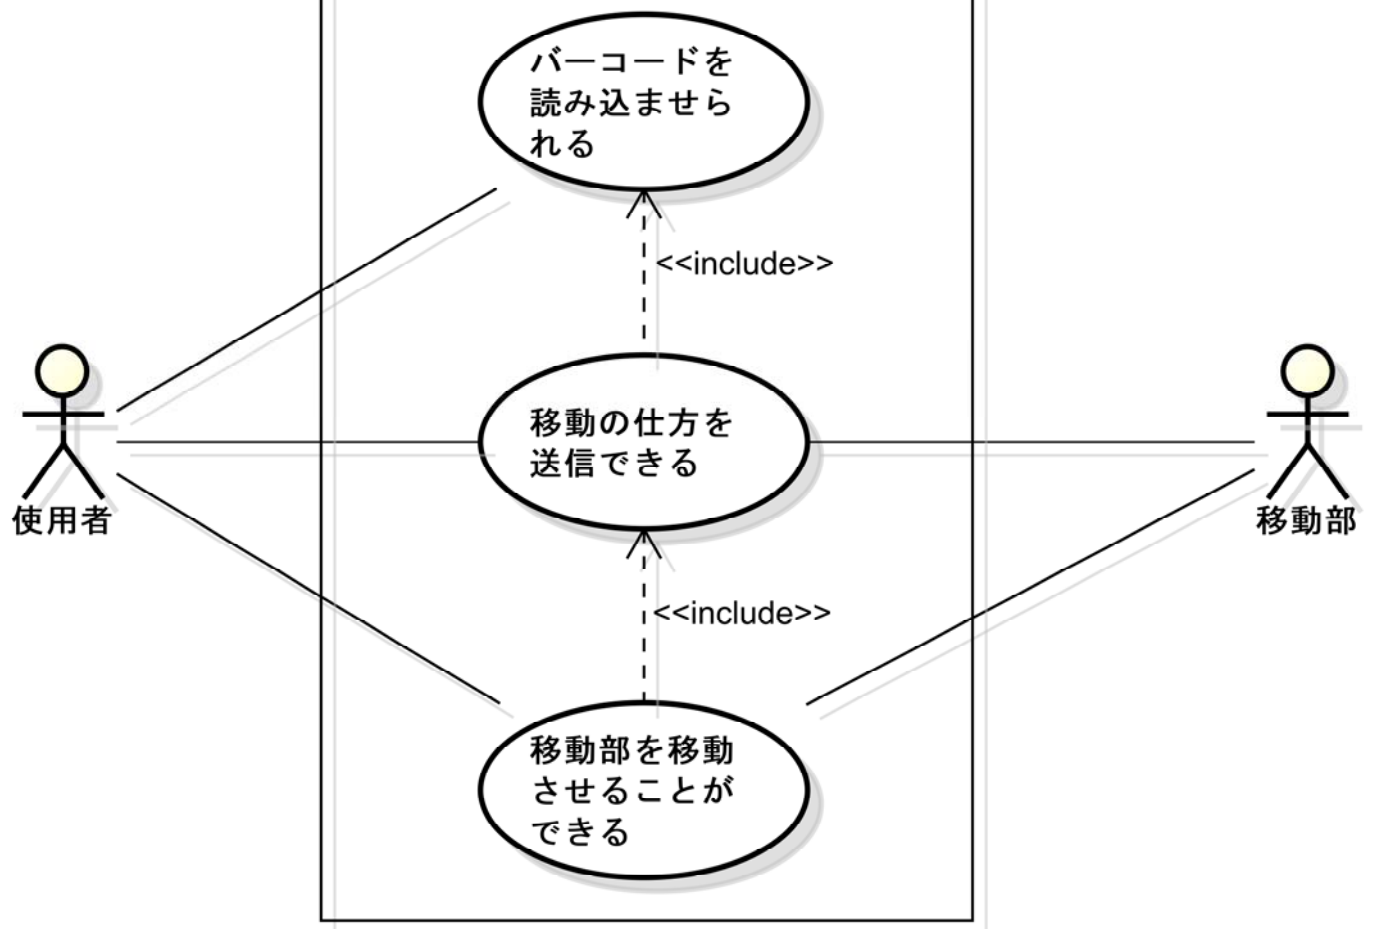 バーコードを
読み込ませら
れる
<<include>>
移動の仕方を
送信できる
使用者
移動部
<<include>>
移動部を移動
させることが
できる